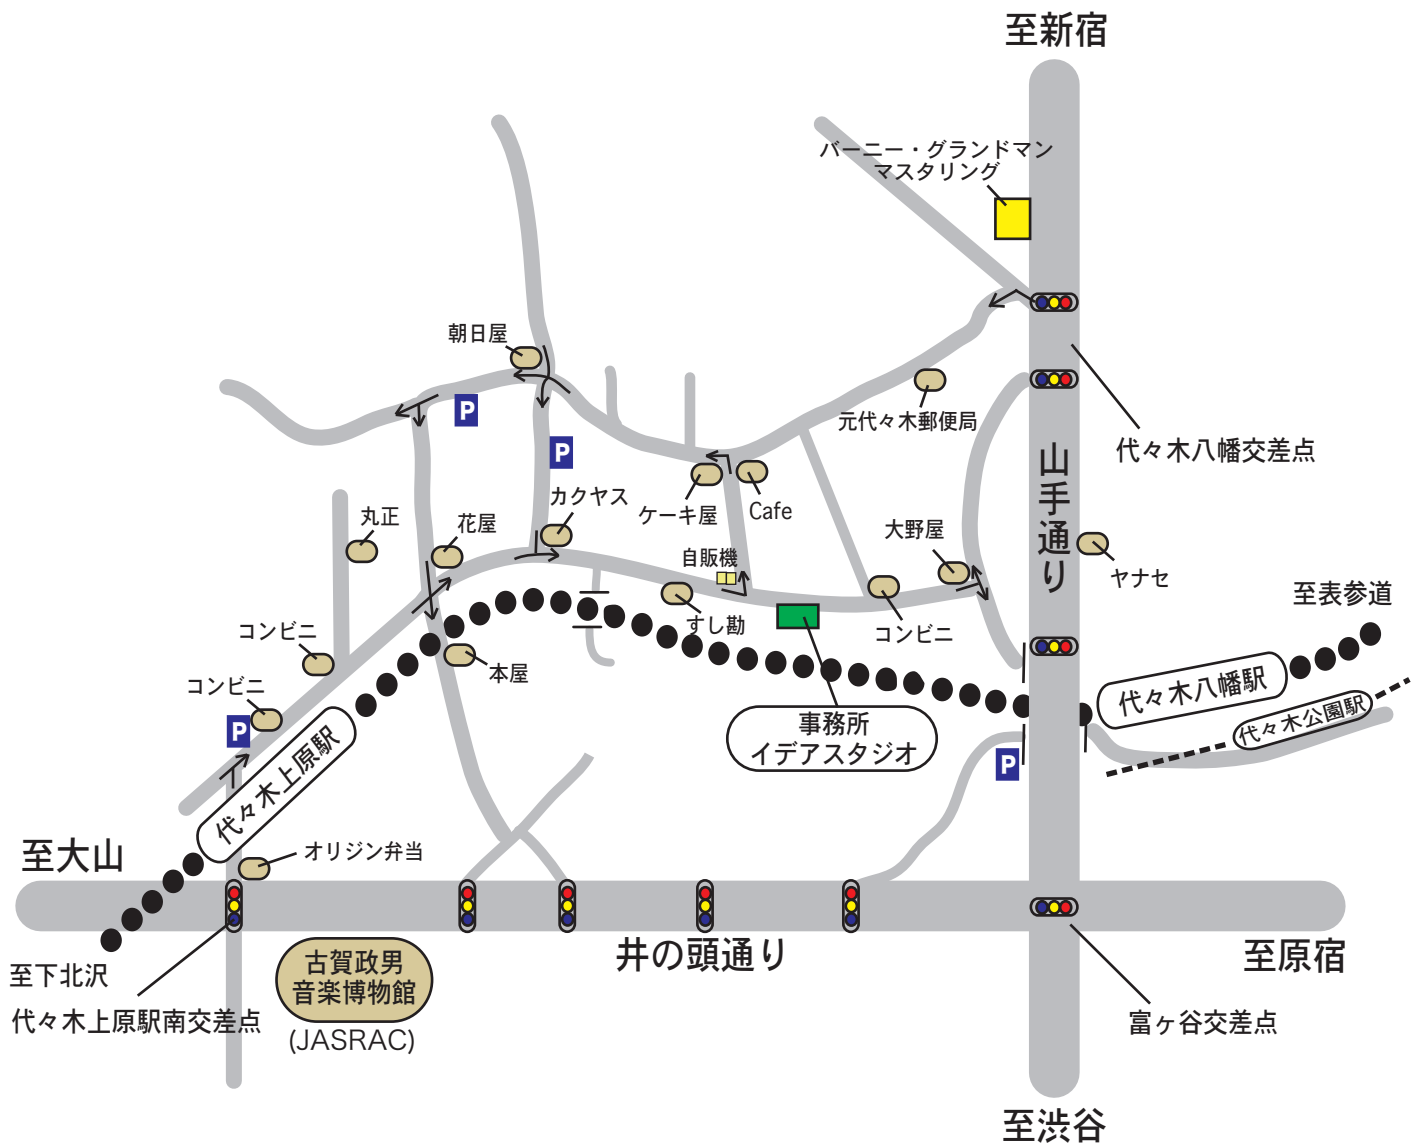 至新宿
バーニー・グランドマン
マスタリング
朝日屋
P
元代々木郵便局
代々木八幡交差点
P
山手通り
カクヤス
ケーキ屋
Cafe
丸正
花屋
大野屋
自販機
ヤナセ
至表参道
コンビニ
すし勘
コンビニ
本屋
コンビニ
代々木八幡駅
代々木公園駅
P
事務所
イデアスタジオ
P
代々木上原駅
至大山
オリジン弁当
井の頭通り
至原宿
至下北沢
古賀政男
音楽博物館
(JASRAC)
代々木上原駅南交差点
富ヶ谷交差点
至渋谷